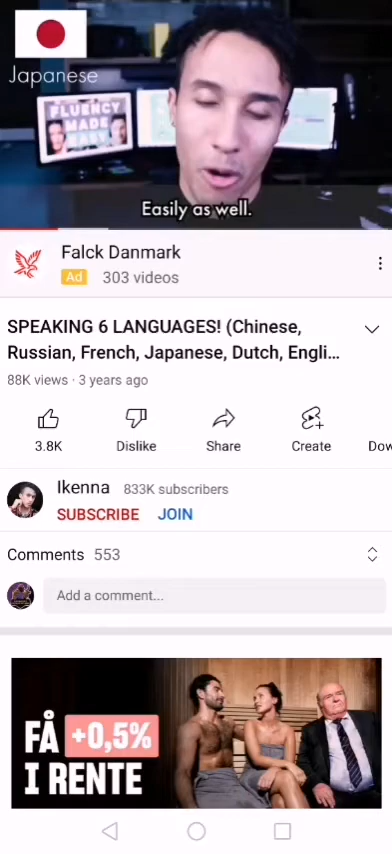 Japanese
FLUENCY
MADE
EASY
Easily as well.
Falck Danmark
Ad 303 videos
SPEAKING 6 LANGUAGES! (Chinese,
Russian, French, Japanese, Dutch, Engli...
88K views · 3 years ago
3.8K Dislike Share Create Dow
Ikenna 833K subscribers
SUBSCRIBE JOIN
Comments 553
Add a comment...
FÅ +0,5%
I RENTE